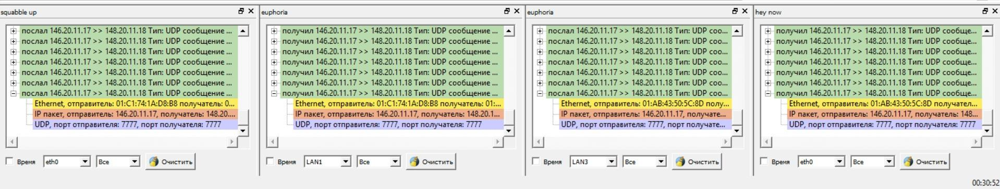 squabble up
послал 146.20.11.17 >> 148.20.11.18 Тип: UDP сообщение ...
послал 146.20.11.17 >> 148.20.11.18 Тип: UDP сообщение ...
послал 146.20.11.17 >> 148.20.11.18 Тип: UDP сообщение ...
послал 146.20.11.17 >> 148.20.11.18 Тип: UDP сообщение ...
послал 146.20.11.17 >> 148.20.11.18 Тип: UDP сообщение ...
послал 146.20.11.17 >> 148.20.11.18 Тип: UDP сообщение ...
послал 146.20.11.17 >> 148.20.11.18 Тип: UDP сообщение ...
Ethernet, отправитель: 01:C1:74:1A:D8:B8 получатель: 0...
IP пакет, отправитель: 146.20.11.17, получатель: 148.20....
UDP, порт отправителя: 7777, порт получателя: 7777
Время eth0 Все Очистить
euphoria
получил 146.20.11.17 >> 148.20.11.18 Тип: UDP сообщение ...
получил 146.20.11.17 >> 148.20.11.18 Тип: UDP сообщение ...
получил 146.20.11.17 >> 148.20.11.18 Тип: UDP сообщение ...
получил 146.20.11.17 >> 148.20.11.18 Тип: UDP сообщение ...
получил 146.20.11.17 >> 148.20.11.18 Тип: UDP сообщение ...
получил 146.20.11.17 >> 148.20.11.18 Тип: UDP сообщение ...
получил 146.20.11.17 >> 148.20.11.18 Тип: UDP сообщение ...
Ethernet, отправитель: 01:C1:74:1A:D8:B8 получатель: 01:...
IP пакет, отправитель: 146.20.11.17, получатель: 148.20.1...
UDP, порт отправителя: 7777, порт получателя: 7777
Время LAN1 Все Очистить
euphoria
послал 146.20.11.17 >> 148.20.11.18 Тип: UDP соо...
послал 146.20.11.17 >> 148.20.11.18 Тип: UDP соо...
послал 146.20.11.17 >> 148.20.11.18 Тип: UDP соо...
послал 146.20.11.17 >> 148.20.11.18 Тип: UDP соо...
послал 146.20.11.17 >> 148.20.11.18 Тип: UDP соо...
послал 146.20.11.17 >> 148.20.11.18 Тип: UDP соо...
послал 146.20.11.17 >> 148.20.11.18 Тип: UDP соо...
Ethernet, отправитель: 01:AB:43:50:5C:8D полу...
IP пакет, отправитель: 146.20.11.17, получате...
UDP, порт отправителя: 7777, порт получате...
Время LAN3 Все Очистить
hey now
получил 146.20.11.17 >> 148.20.11.18 Тип: UDP сообще...
получил 146.20.11.17 >> 148.20.11.18 Тип: UDP сообще...
получил 146.20.11.17 >> 148.20.11.18 Тип: UDP сообще...
получил 146.20.11.17 >> 148.20.11.18 Тип: UDP сообще...
получил 146.20.11.17 >> 148.20.11.18 Тип: UDP сообще...
получил 146.20.11.17 >> 148.20.11.18 Тип: UDP сообще...
получил 146.20.11.17 >> 148.20.11.18 Тип: UDP сообще...
Ethernet, отправитель: 01:AB:43:50:5C:8D получател...
IP пакет, отправитель: 146.20.11.17, получатель: 148...
UDP, порт отправителя: 7777, порт получателя: 7777
Время eth0 Все Очистить
00:30:52